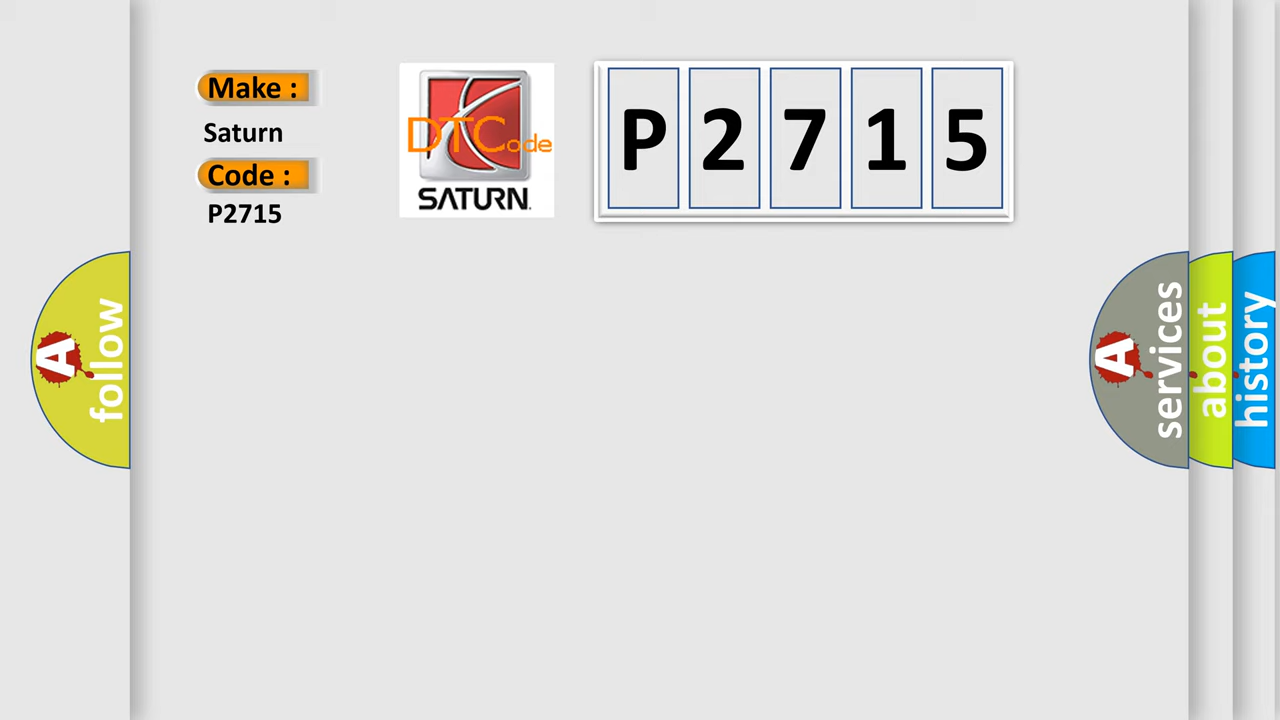 Make :
Saturn
Code :
P2715
DTCode
SATURN
P 2 7 1 5
A follow
A services
about
history